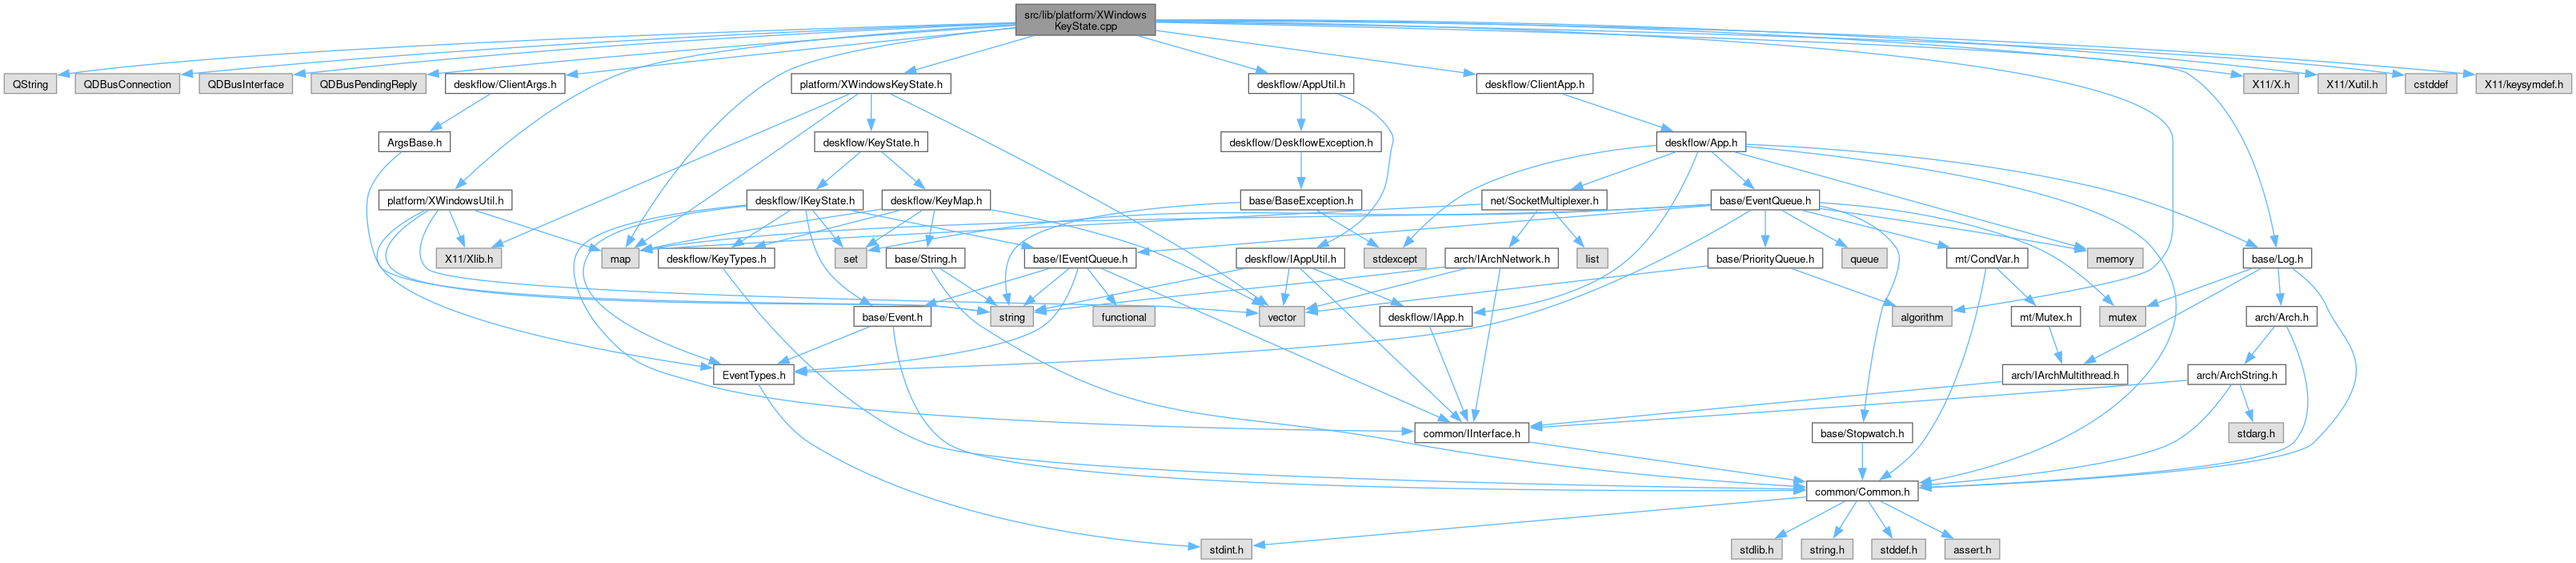 src/lib/platform/XWindows
KeyState.cpp
QString
QDBusConnection
QDBusInterface
QDBusPendingReply
deskflow/ClientArgs.h
platform/XWindowsKeyState.h
deskflow/AppUtil.h
deskflow/ClientApp.h
X11/X.h
X11/Xutil.h
cstddef
X11/keysymdef.h
ArgsBase.h
deskflow/KeyState.h
deskflow/DeskflowException.h
deskflow/App.h
platform/XWindowsUtil.h
deskflow/IKeyState.h
deskflow/KeyMap.h
base/BaseException.h
net/SocketMultiplexer.h
base/EventQueue.h
X11/Xlib.h
map
deskflow/KeyTypes.h
set
base/String.h
base/IEventQueue.h
deskflow/IAppUtil.h
stdexcept
arch/IArchNetwork.h
list
base/PriorityQueue.h
queue
mt/CondVar.h
memory
base/Log.h
base/Event.h
string
functional
vector
deskflow/IApp.h
algorithm
mt/Mutex.h
mutex
arch/Arch.h
EventTypes.h
arch/IArchMultithread.h
arch/ArchString.h
common/IInterface.h
base/Stopwatch.h
stdarg.h
common/Common.h
stdint.h
stdlib.h
string.h
stddef.h
assert.h